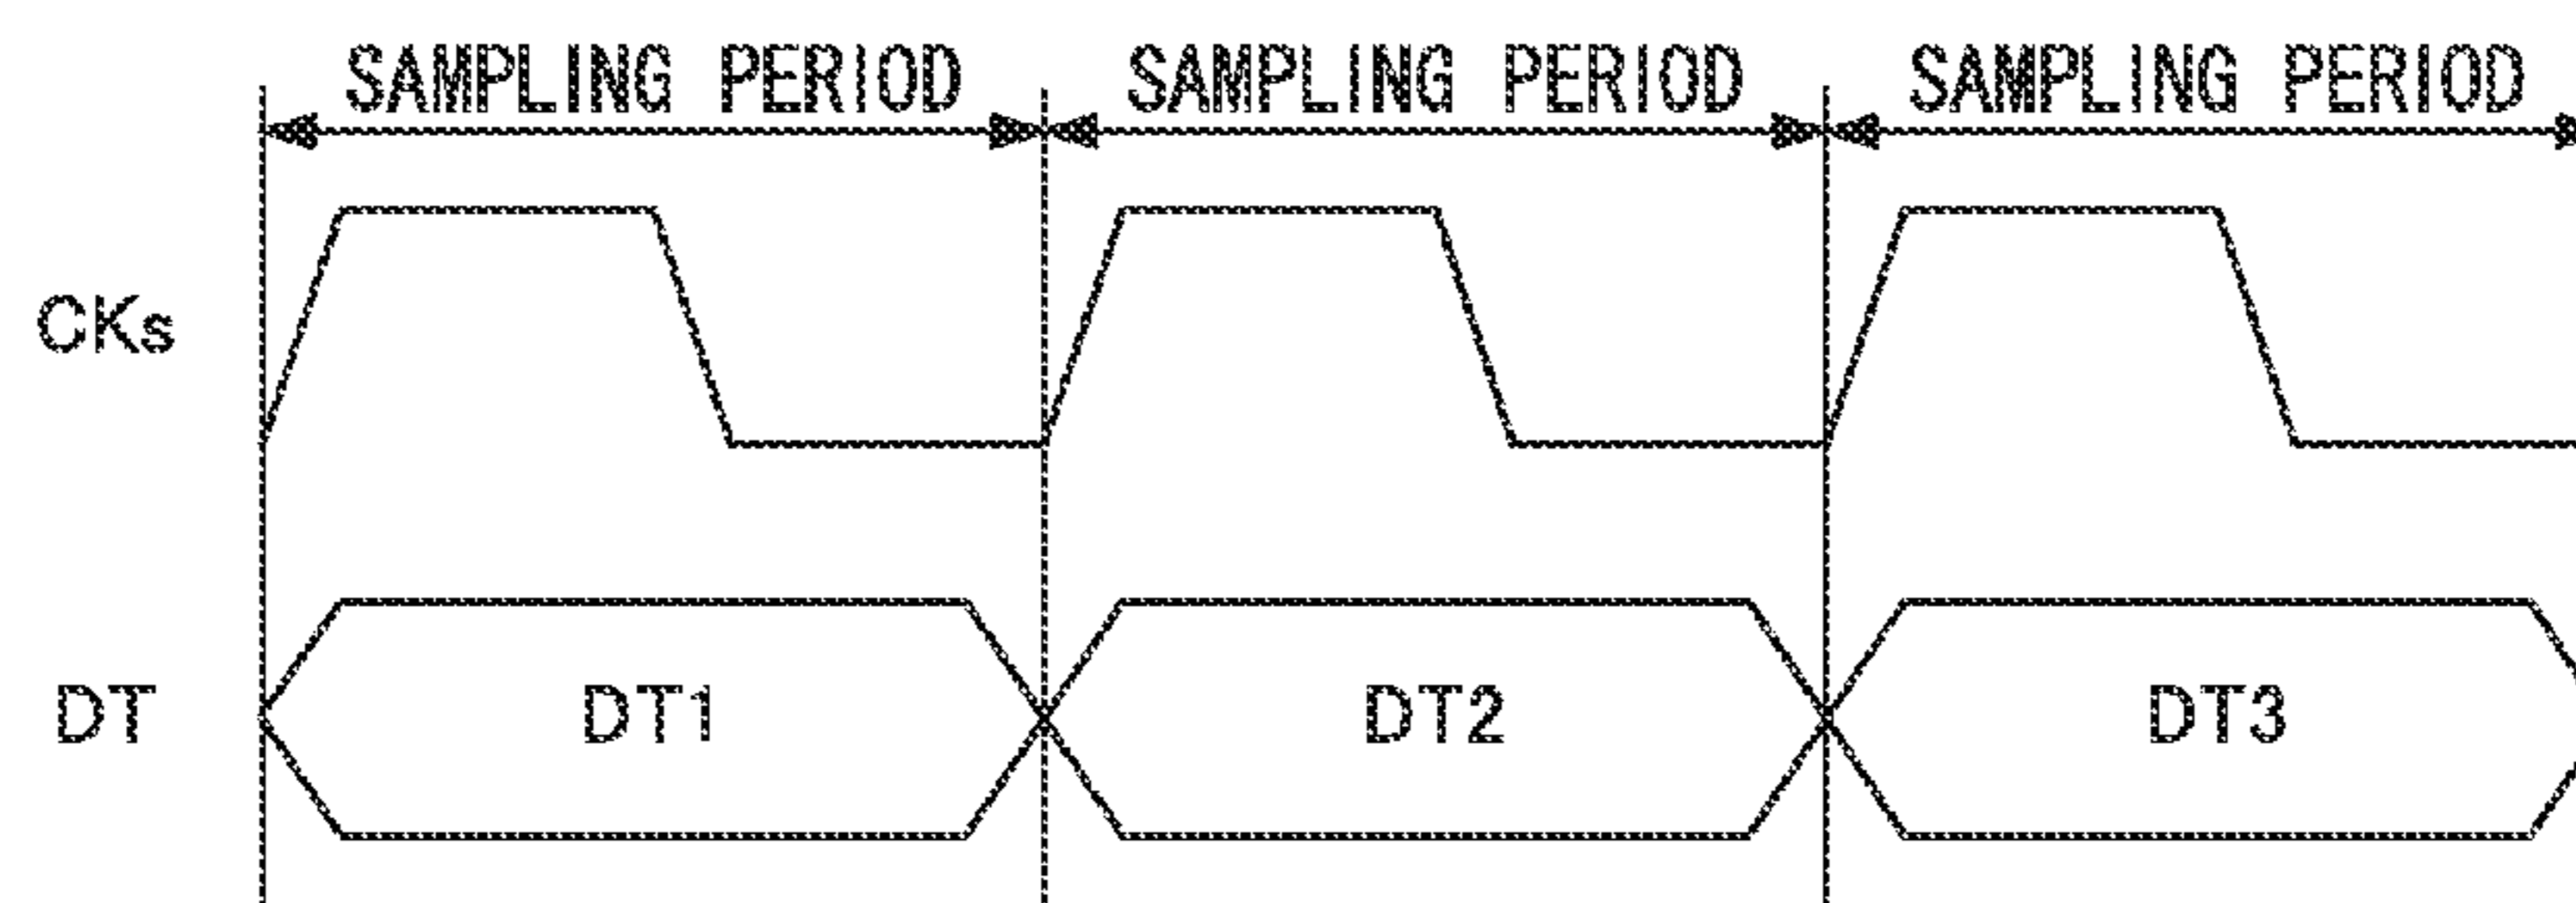 SAMPLING PERIOD SAMPLING PERIOD SAMPLING PERIOD
CKs
DT DT1 DT2 DT3